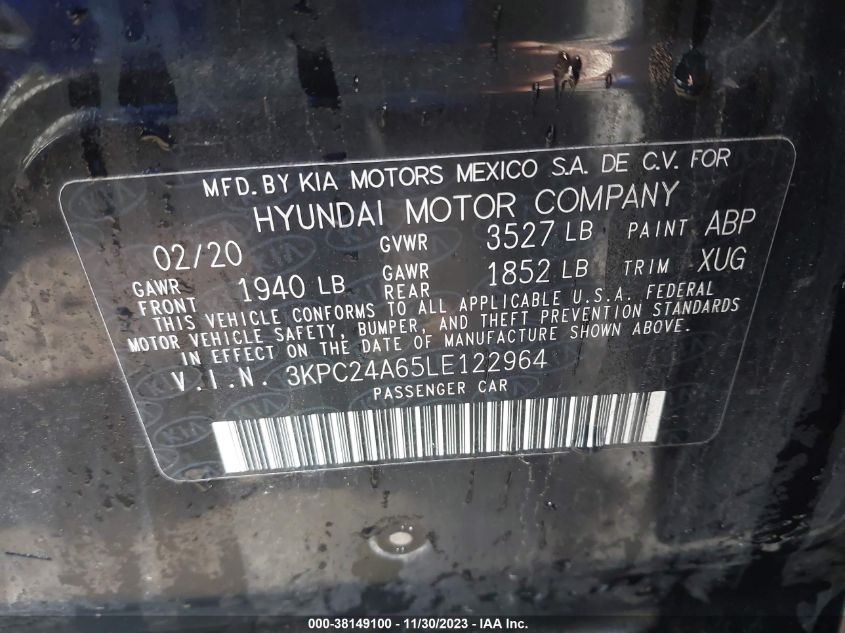 MFD. BY KIA MOTORS MEXICO S.A. DE C.V. FOR
HYUNDAI MOTOR COMPANY
02/20 GVWR 3527 LB PAINT ABP
GAWR FRONT 1940 LB GAWR REAR 1852 LB TRIM XUG
THIS VEHICLE CONFORMS TO ALL APPLICABLE U.S.A. FEDERAL
MOTOR VEHICLE SAFETY, BUMPER, AND THEFT PREVENTION STANDARDS
IN EFFECT ON THE DATE OF MANUFACTURE SHOWN ABOVE.
V.I.N. 3KPC24A65LE122964
PASSENGER CAR
000-38149100 - 11/30/2023 - IAA Inc.